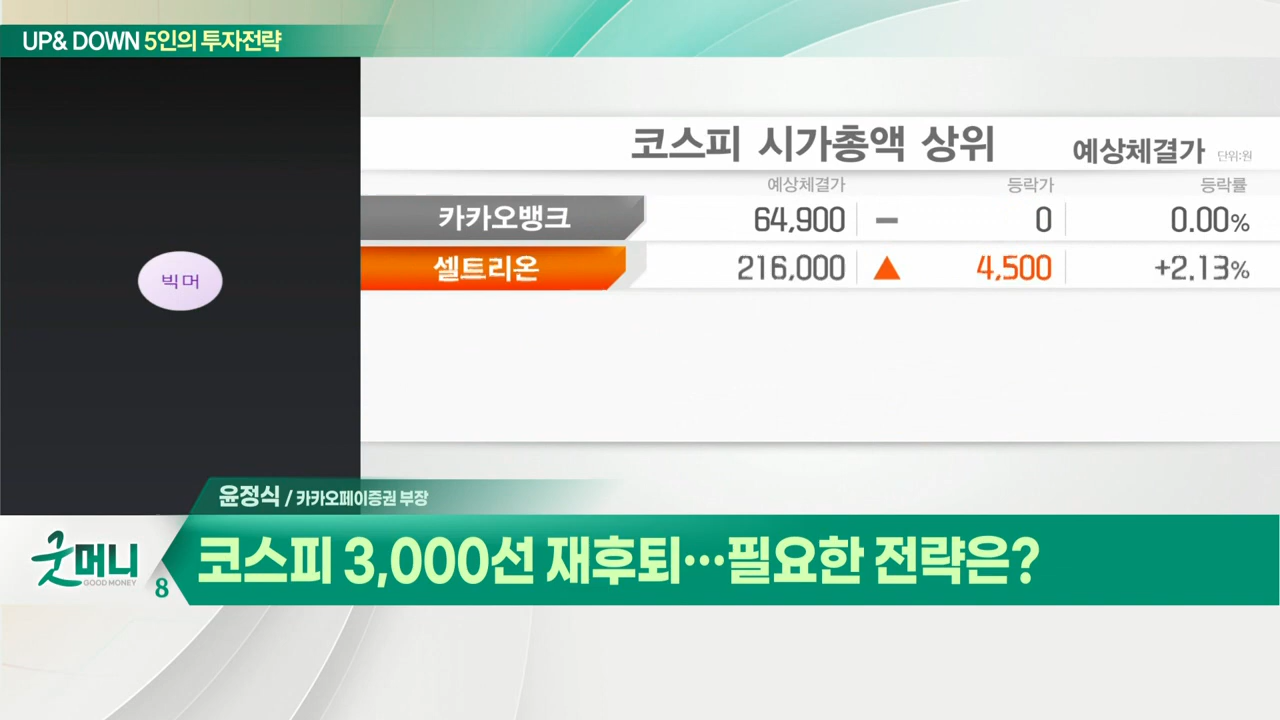 UP& DOWN 5인의 투자전략
코스피 시가총액 상위 예상체결가 단위:원
예상체결가 등락가 등락률
카카오뱅크 64,900 0 0.00%
셀트리온 216,000 ▲ 4,500 +2.13%
빅머
윤정식 / 카카오페이증권 부장
굿머니 GOOD MONEY 8
코스피 3,000선 재후퇴…필요한 전략은?